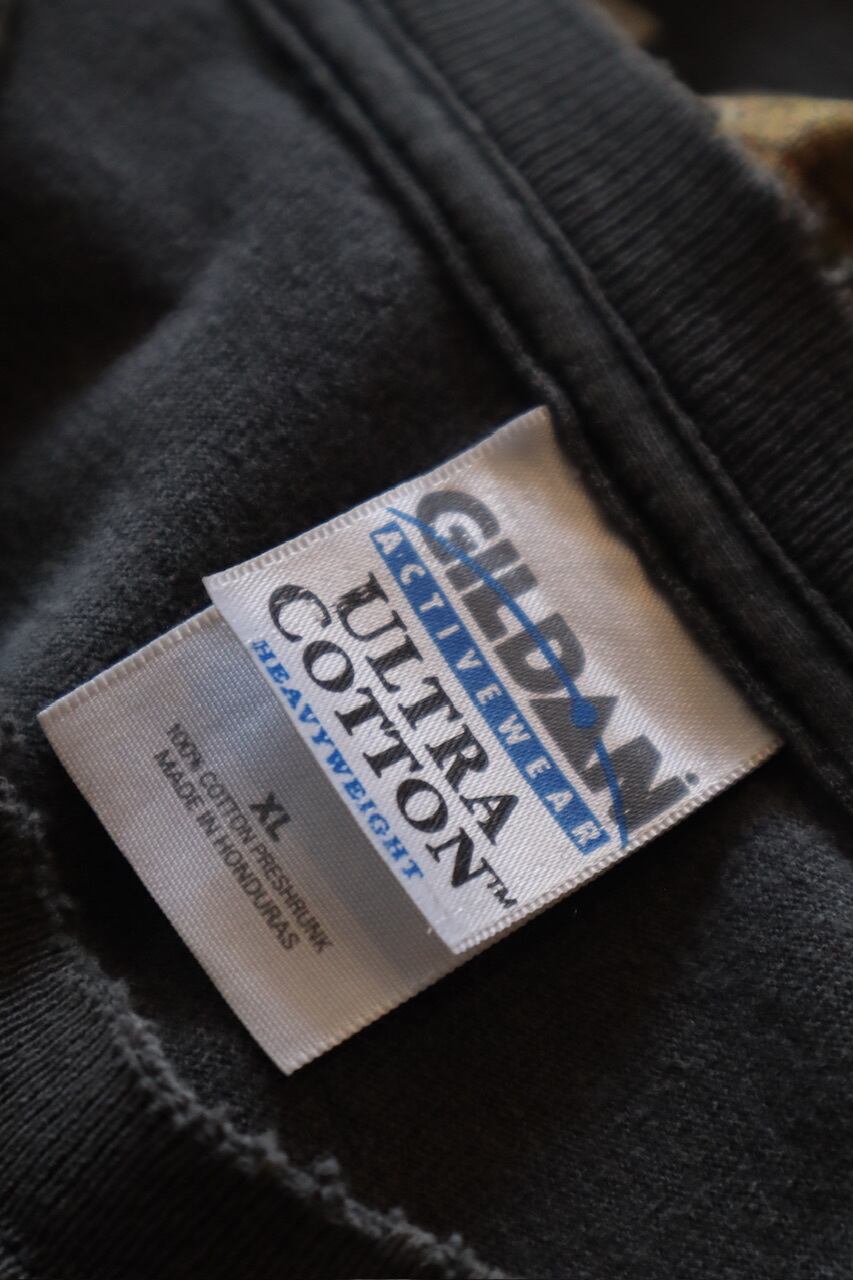 GILDAN®
ACTIVEWEAR
ULTRA
COTTON™
HEAVYWEIGHT
XL
100% COTTON PRESHRUNK
MADE IN HONDURAS